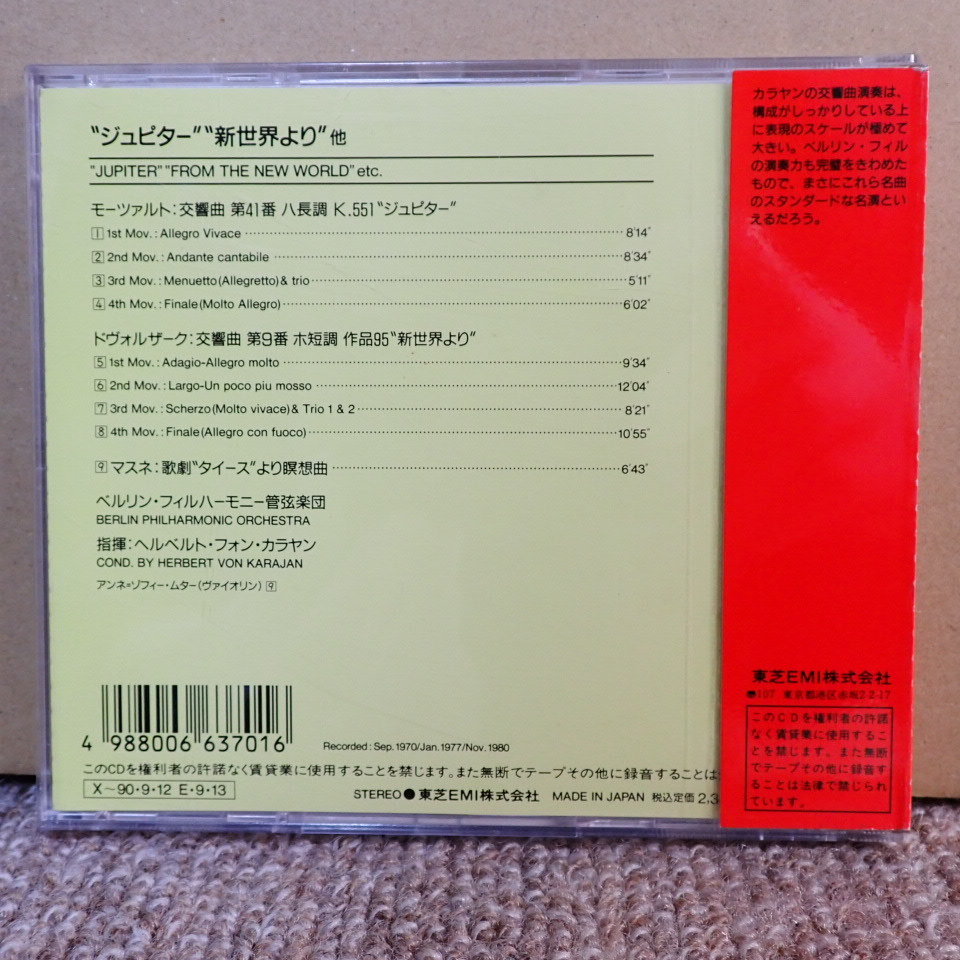 “ジュピター”“新世界より”他
“JUPITER”“FROM THE NEW WORLD” etc.
モーツァルト:交響曲 第41番 ハ長調 K.551“ジュピター”
1 1st Mov.: Allegro Vivace 8'14"
2 2nd Mov.: Andante cantabile 8'34"
3 3rd Mov.: Menuetto(Allegretto)& trio 5'11"
4 4th Mov.: Finale(Molto Allegro) 6'02"
ドヴォルザーク:交響曲 第9番 ホ短調 作品95“新世界より”
5 1st Mov.: Adagio-Allegro molto 9'34"
6 2nd Mov.: Largo-Un poco piu mosso 12'04"
7 3rd Mov.: Scherzo(Molto vivace)& Trio 1 & 2 8'21"
8 4th Mov.: Finale(Allegro con fuoco) 10'55"
9 マスネ:歌劇“タイース”より瞑想曲 6'43"
ベルリン・フィルハーモニー管弦楽団
BERLIN PHILHARMONIC ORCHESTRA
指揮:ヘルベルト・フォン・カラヤン
COND. BY HERBERT VON KARAJAN
アンネ=ゾフィー・ムター(ヴァイオリン) 9
4 988006 637016
Recorded: Sep. 1970/Jan. 1977/Nov. 1980
このCDを権利者の許諾なく賃貸業に使用することを禁じます。また無断でテープその他に録音することは
X〜90・9・12 E・9・13
STEREO ● 東芝EMI株式会社 MADE IN JAPAN 税込定価 2,3
カラヤンの交響曲演奏は、
構成がしっかりしている上
に表現のスケールが極めて
大きい。ベルリン・フィル
の演奏力も完璧をきわめた
もので、まさにこれら名曲
のスタンダードな名演とい
えるだろう。
東芝EMI株式会社
〠107 東京都港区赤坂2-2-17
このCDを権利者の許諾
なく賃貸業に使用するこ
とを禁じます。また無断
でテープその他に録音す
ることは法律で禁じられ
ています。